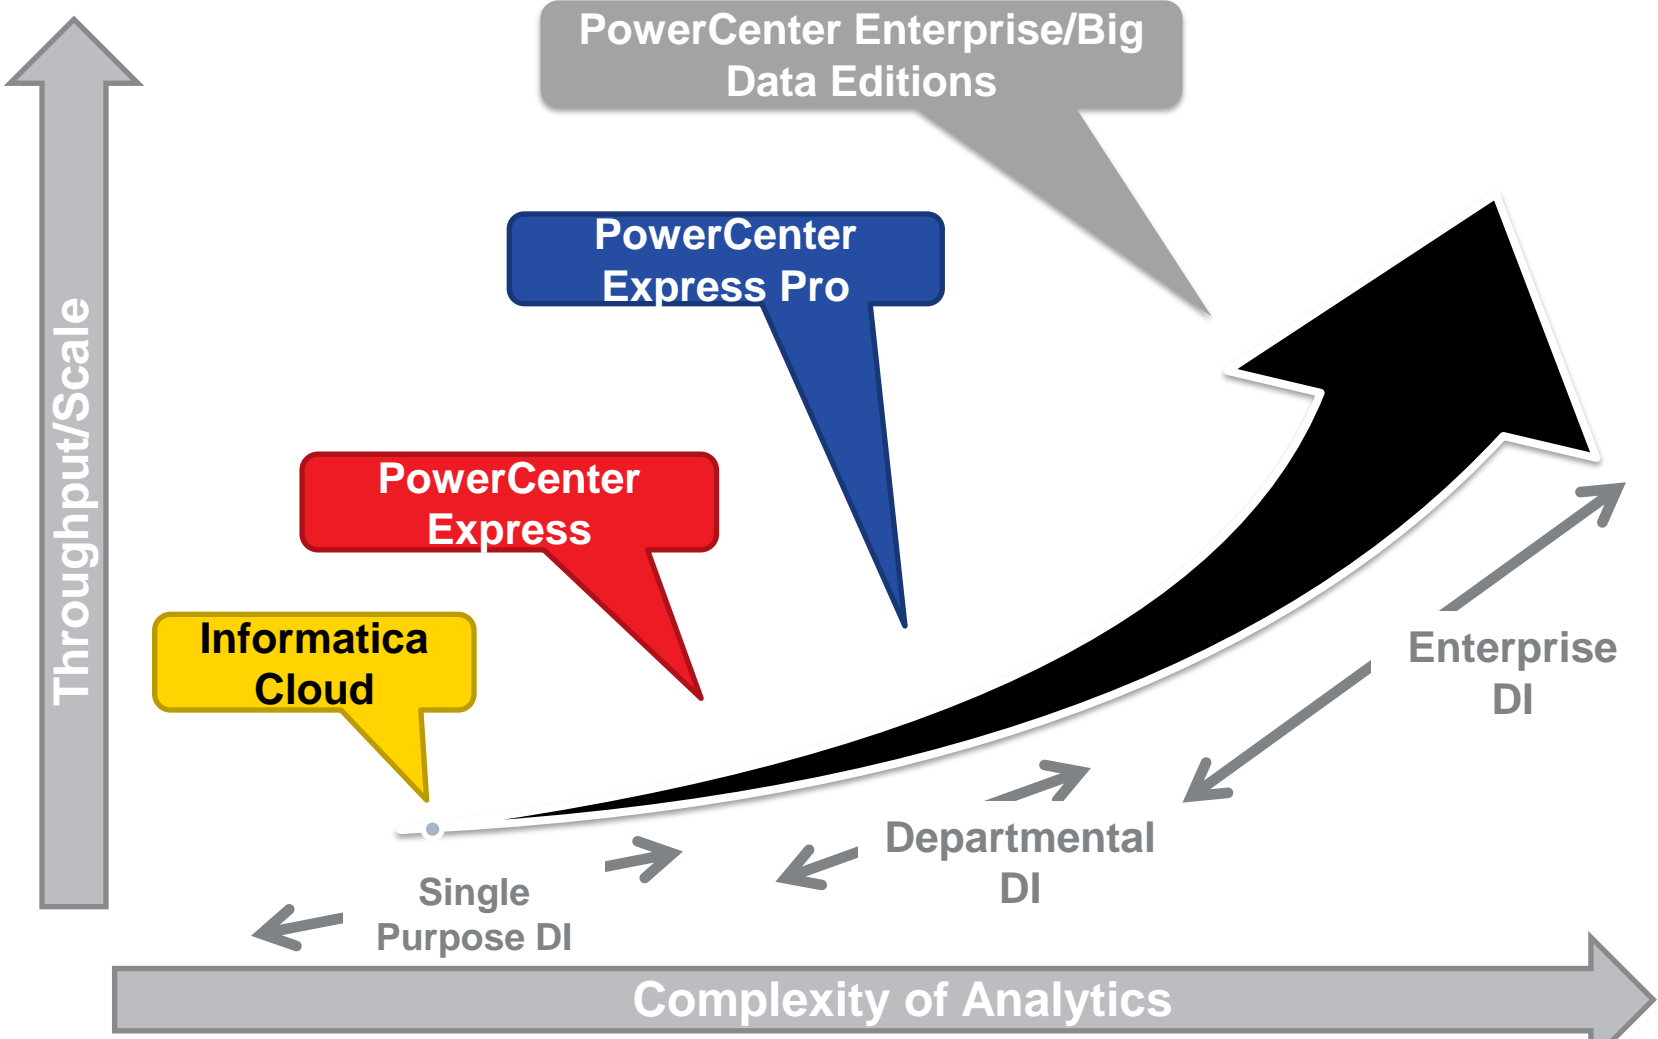 PowerCenter Enterprise/Big
Data Editions
PowerCenter
Express Pro
PowerCenter
Express
Informatica
Cloud
Throughput/Scale
Enterprise
DI
Departmental
DI
Single
Purpose DI
Complexity of Analytics